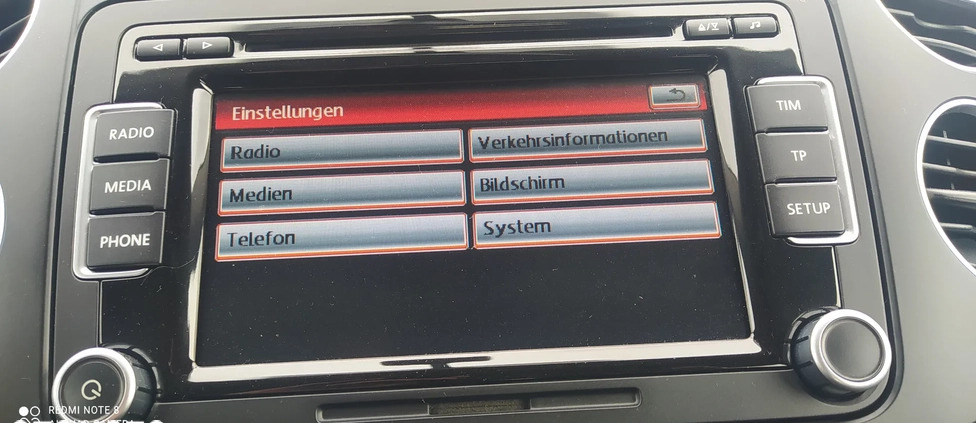 RADIO
MEDIA
PHONE
Einstellungen
Radio
Verkehrsinformationen
Medien
Bildschirm
Telefon
System
TIM
TP
SETUP
REDMI NOTE 8